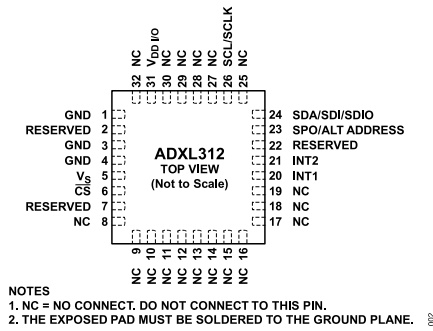 32 NC
31 VDD I/O
30 NC
29 NC
28 NC
27 NC
26 SCL/SCLK
25 NC
GND 1
RESERVED 2
GND 3
GND 4
VS 5
CS 6
RESERVED 7
NC 8
ADXL312
TOP VIEW
(Not to Scale)
24 SDA/SDI/SDIO
23 SPO/ALT ADDRESS
22 RESERVED
21 INT2
20 INT1
19 NC
18 NC
17 NC
NC 9
NC 10
NC 11
NC 12
NC 13
NC 14
NC 15
NC 16
NOTES
1. NC = NO CONNECT. DO NOT CONNECT TO THIS PIN.
2. THE EXPOSED PAD MUST BE SOLDERED TO THE GROUND PLANE.